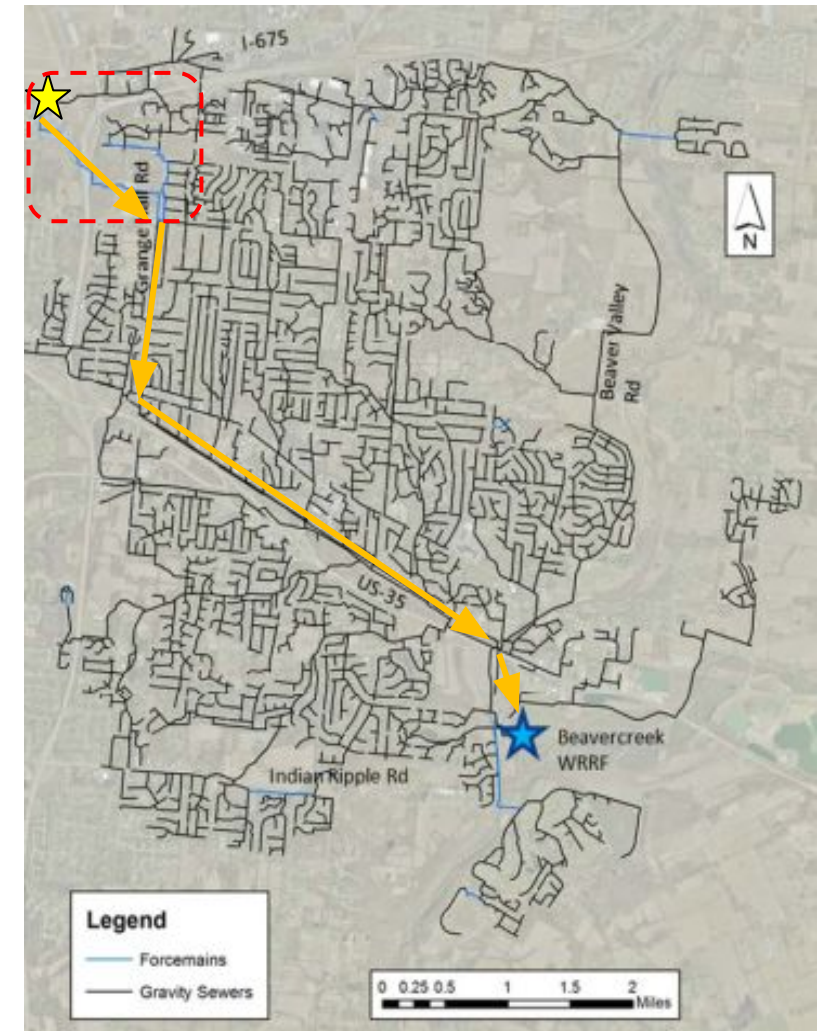 I-675
Grange Hall Rd
N
Beaver Valley
Rd
US-35
Beavercreek
WRRF
Indian Ripple Rd
Legend
Forcemains
Gravity Sewers
0 0.25 0.5 1 1.5 2
Miles